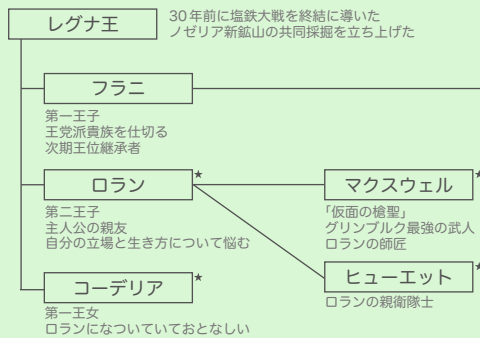 レグナ王
30年前に塩鉄大戦を終結に導いた
ノゼリア新鉱山の共同採掘を立ち上げた
フラニ
第一王子
王党派貴族を仕切る
次期王位継承者
ロラン★
第二王子
主人公の親友
自分の立場と生き方について悩む
マクスウェル★
「仮面の槍聖」
グリンブルク最強の武人
ロランの師匠
ヒューエット★
ロランの親衛隊士
コーデリア★
第一王女
ロランになついていておとなしい